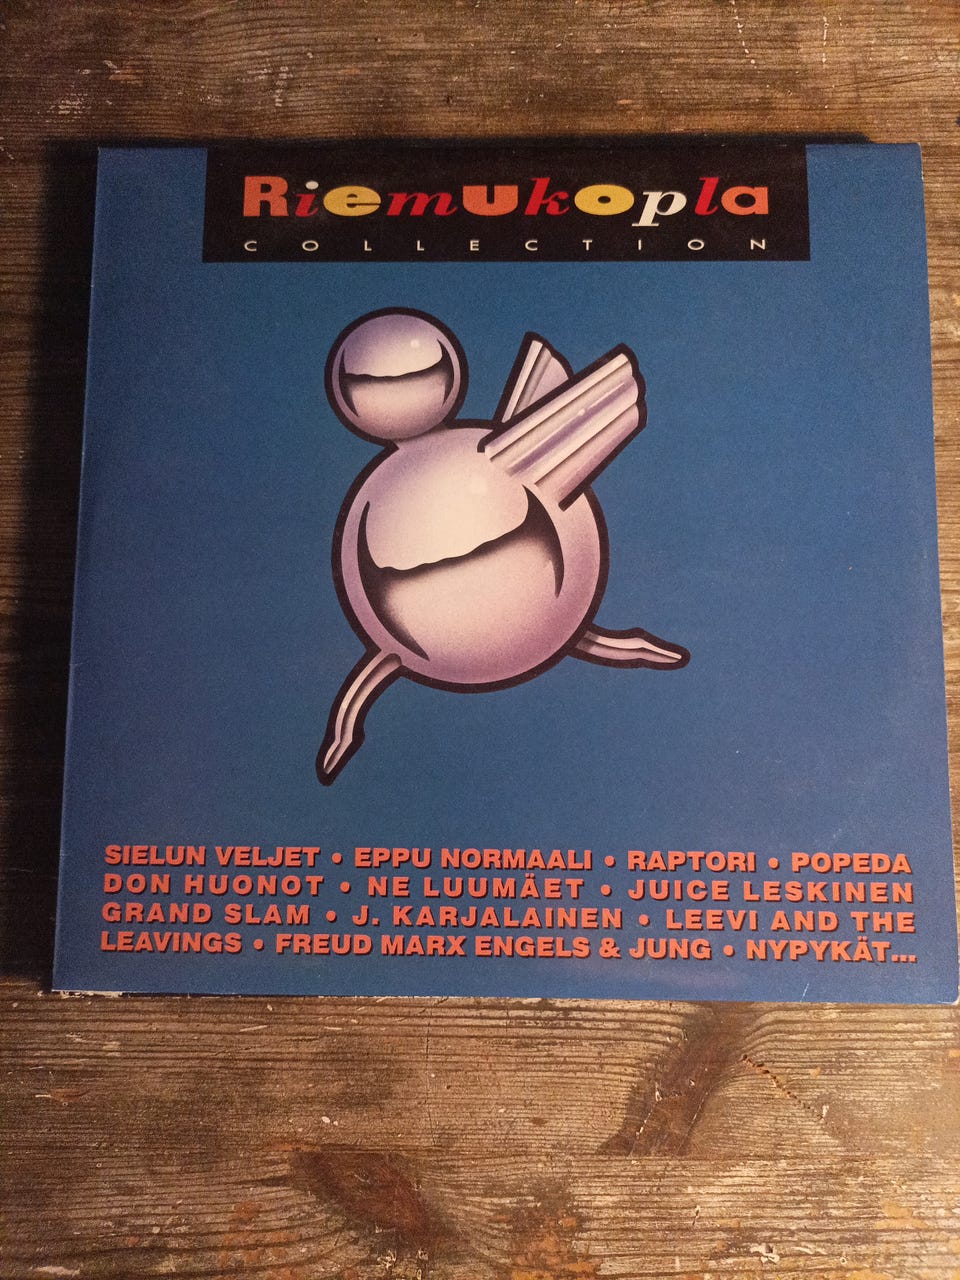 Riemukopla
COLLECTION
SIELUN VELJET • EPPU NORMAALI • RAPTORI • POPEDA
DON HUONOT • NE LUUMÄET • JUICE LESKINEN
GRAND SLAM • J. KARJALAINEN • LEEVI AND THE
LEAVINGS • FREUD MARX ENGELS & JUNG • NYPYKÄT...